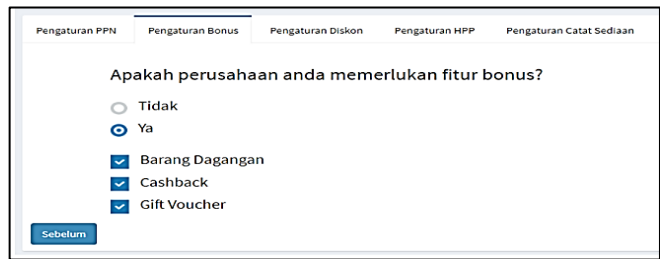 Pengaturan PPN Pengaturan Bonus Pengaturan Diskon Pengaturan HPP Pengaturan Catat Sediaan
Apakah perusahaan anda memerlukan fitur bonus?
Tidak
Ya
Barang Dagangan
Cashback
Gift Voucher
Sebelum